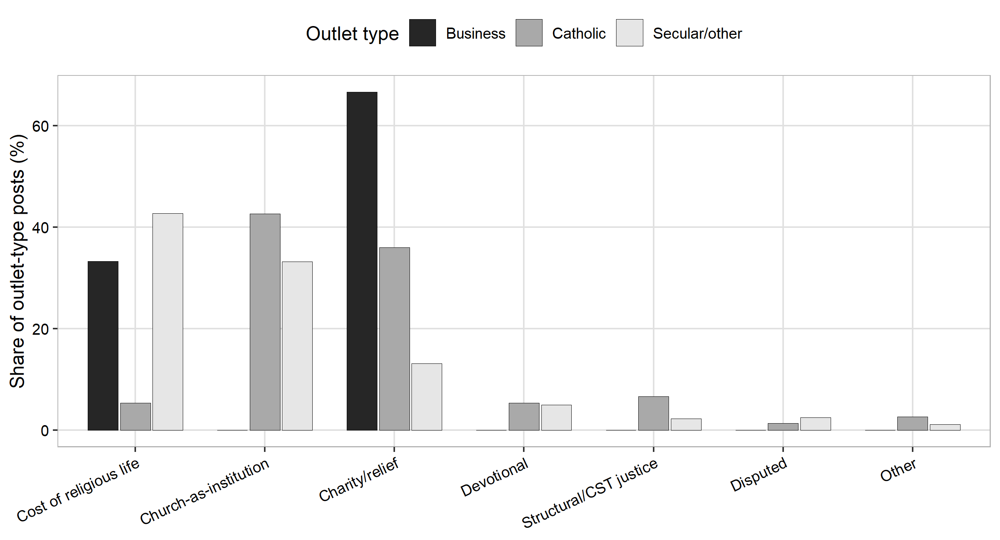 Outlet type Business Catholic Secular/other
Share of outlet-type posts (%)
60
40
20
0
Cost of religious life
Church-as-institution
Charity/relief
Devotional
Structural/CST justice
Disputed
Other